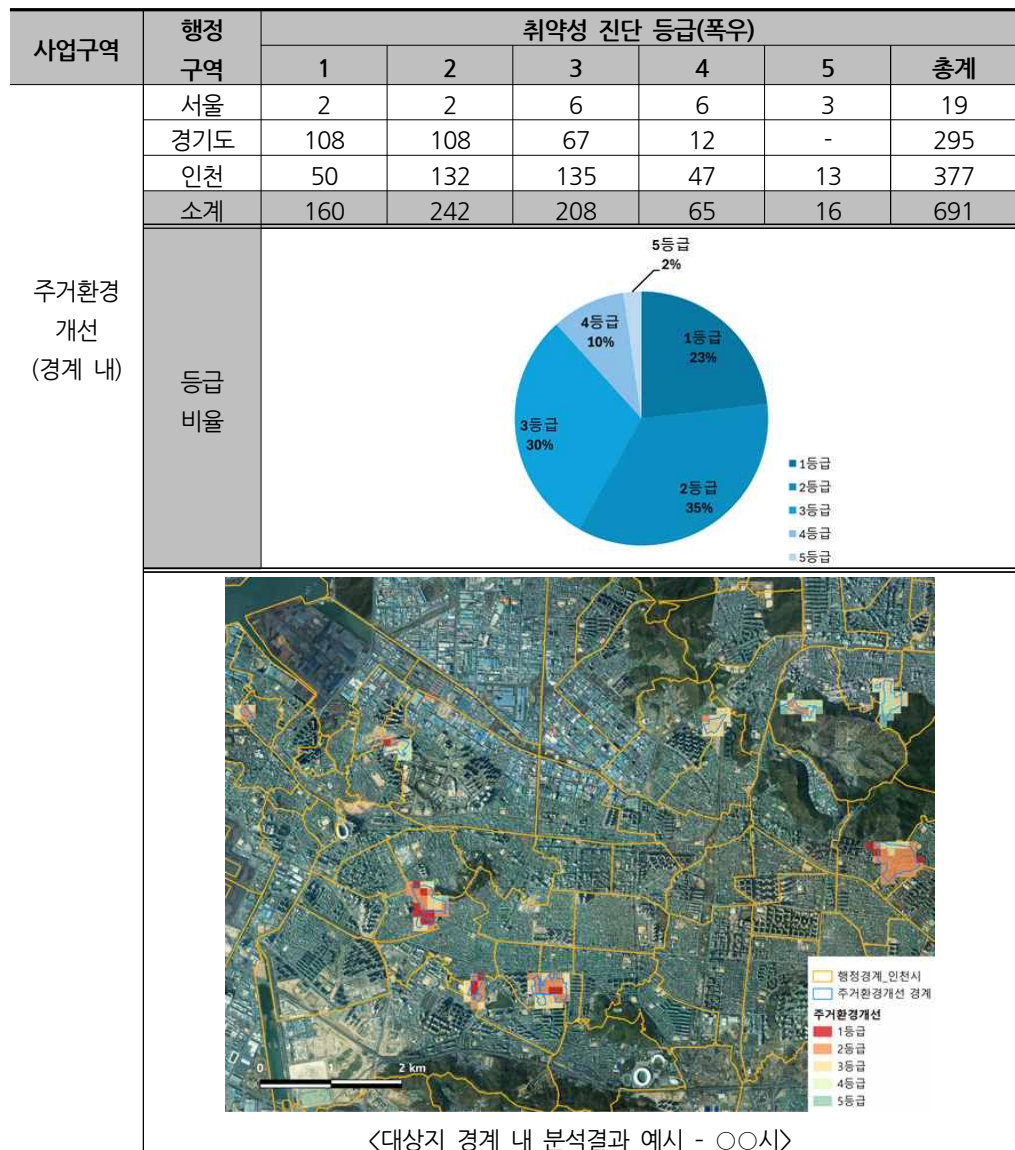 사업구역 행정 구역 취약성 진단 등급(폭우)
1 2 3 4 5 총계
서울 2 2 6 6 3 19
경기도 108 108 67 12 - 295
인천 50 132 135 47 13 377
소계 160 242 208 65 16 691
주거환경
개선
(경계 내)
등급
비율
5등급
2%
4등급
10%
1등급
23%
3등급
30%
2등급
35%
1등급
2등급
3등급
4등급
5등급
행정경계_인천시
주거환경개선 경계
주거환경개선
1등급
2등급
3등급
4등급
5등급
0 1 2 km
<대상지 경계 내 분석결과 예시 - ○○시>